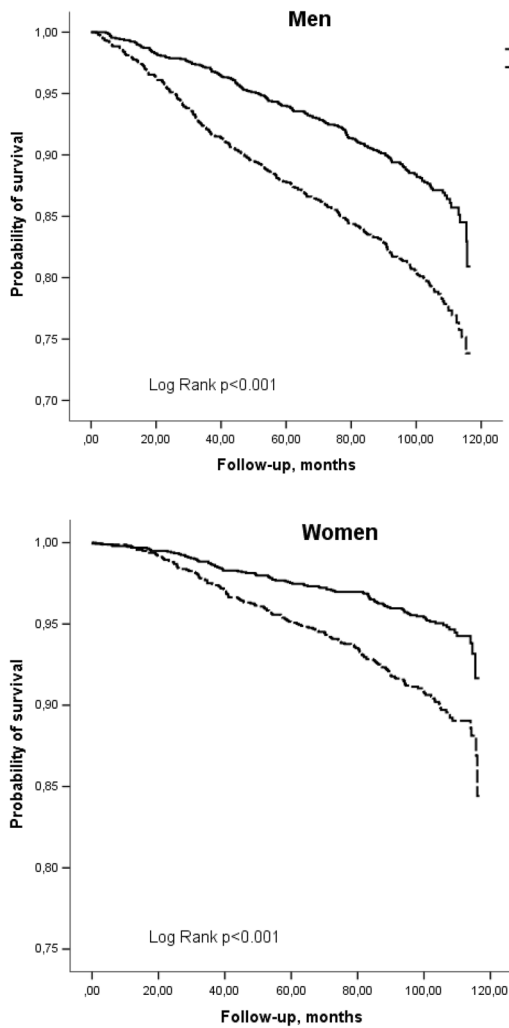 Men
1,00
0,95
0,90
0,85
0,80
0,75
0,70
Probability of survival
Log Rank p<0.001
,00 20,00 40,00 60,00 80,00 100,00 120,00
Follow-up, months
Women
1,00
0,95
0,90
0,85
0,80
0,75
Probability of survival
Log Rank p<0.001
,00 20,00 40,00 60,00 80,00 100,00 120,00
Follow-up, months